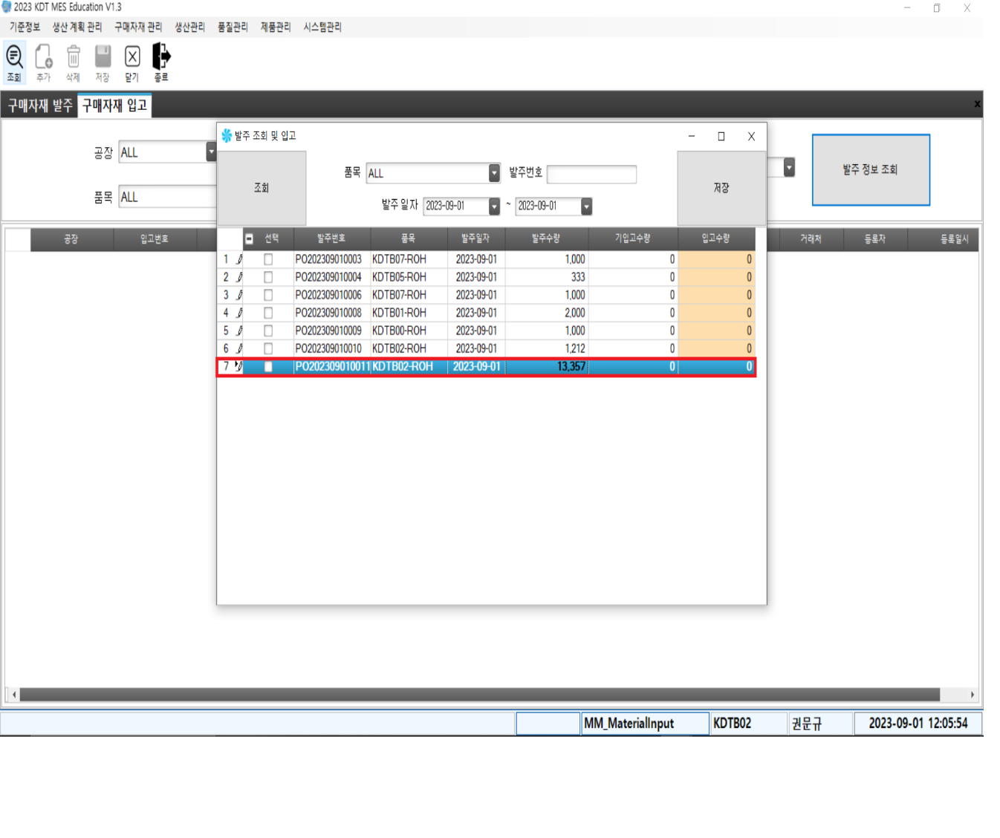 2023 KDT MES Education V1.3
기준정보 생산 계획 관리 구매자재 관리 생산관리 품질관리 제품관리 시스템관리
조회 추가 삭제 저장 닫기 종료
구매자재 발주 구매자재 입고 x
공장 ALL
품목 ALL
발주 정보 조회
발주 조회 및 입고
조회
품목 ALL 발주번호
발주 일자 2023-09-01 ~ 2023-09-01
저장
공장 입고번호 거래처 등록자 등록일시
선택 발주번호 품목 발주일자 발주수량 기입고수량 입고수량
1 PO202309010003 KDTB07-ROH 2023-09-01 1,000 0 0
2 PO202309010004 KDTB05-ROH 2023-09-01 333 0 0
3 PO202309010006 KDTB07-ROH 2023-09-01 1,000 0 0
4 PO202309010008 KDTB01-ROH 2023-09-01 2,000 0 0
5 PO202309010009 KDTB00-ROH 2023-09-01 1,000 0 0
6 PO202309010010 KDTB02-ROH 2023-09-01 1,212 0 0
7 PO202309010011 KDTB02-ROH 2023-09-01 13,357 0 0
MM_MaterialInput KDTB02 권문규 2023-09-01 12:05:54